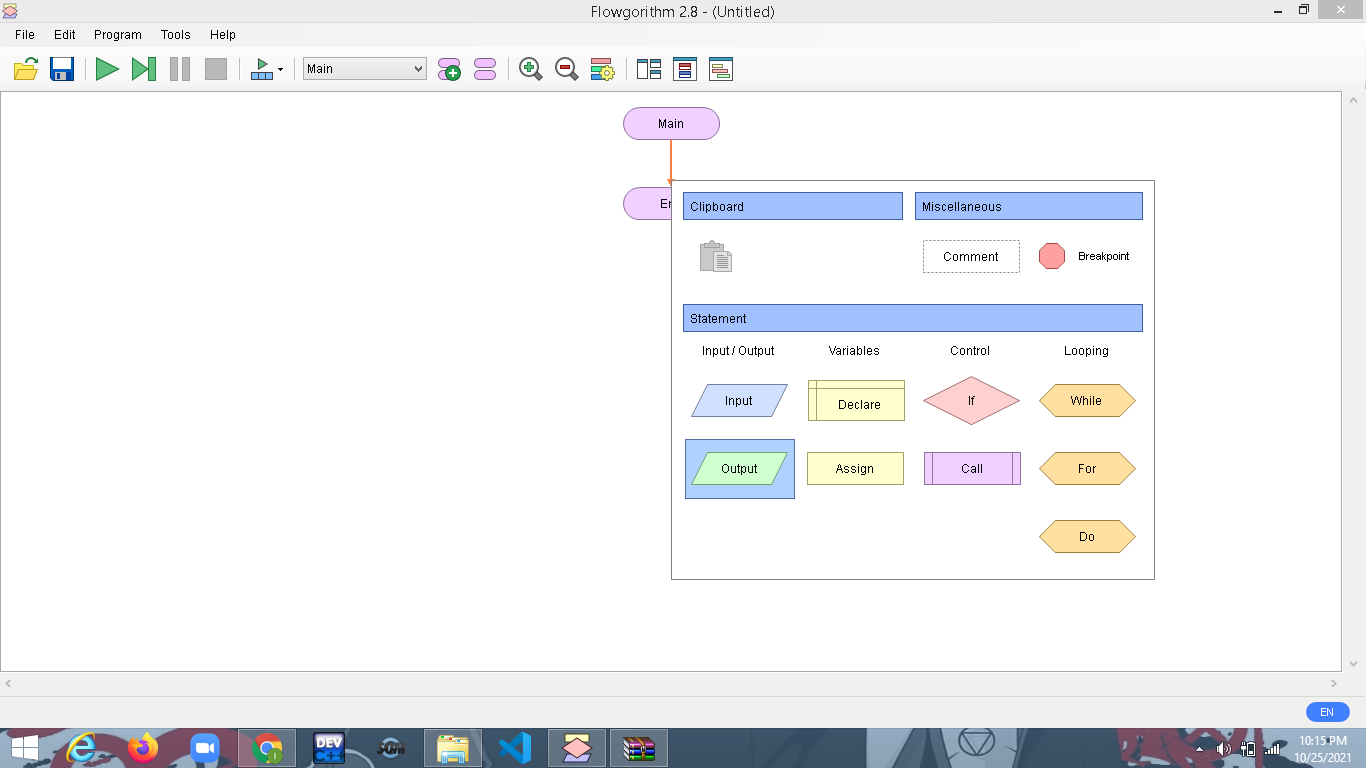 Flowgorithm 2.8 - (Untitled)
File Edit Program Tools Help
Main
Main
Clipboard Miscellaneous
Comment Breakpoint
Statement
Input / Output Variables Control Looping
Input Declare If While
Output Assign Call For
Do
EN
DEV
C++
10:15 PM
10/25/2021